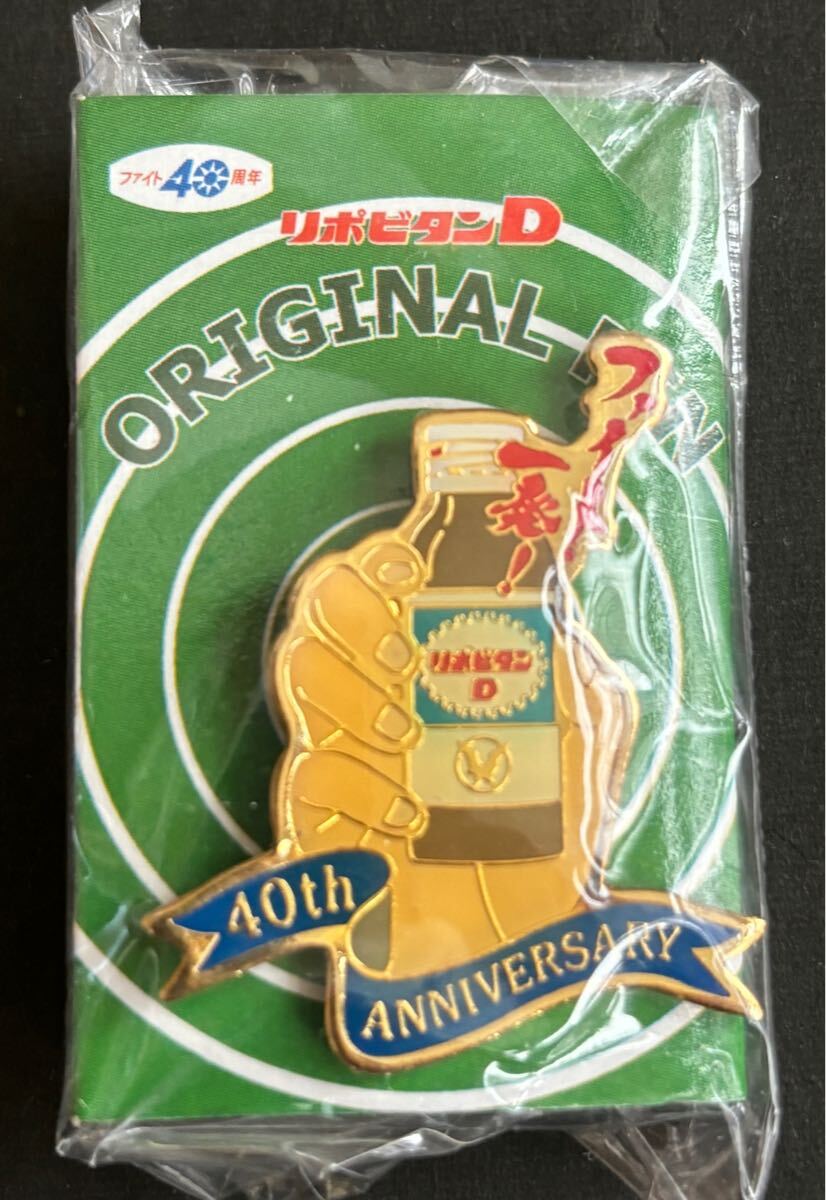 ファイト40周年
リポビタンD
ORIGINAL PIN
ファイト
一発!
リポビタン
D
40th
ANNIVERSARY